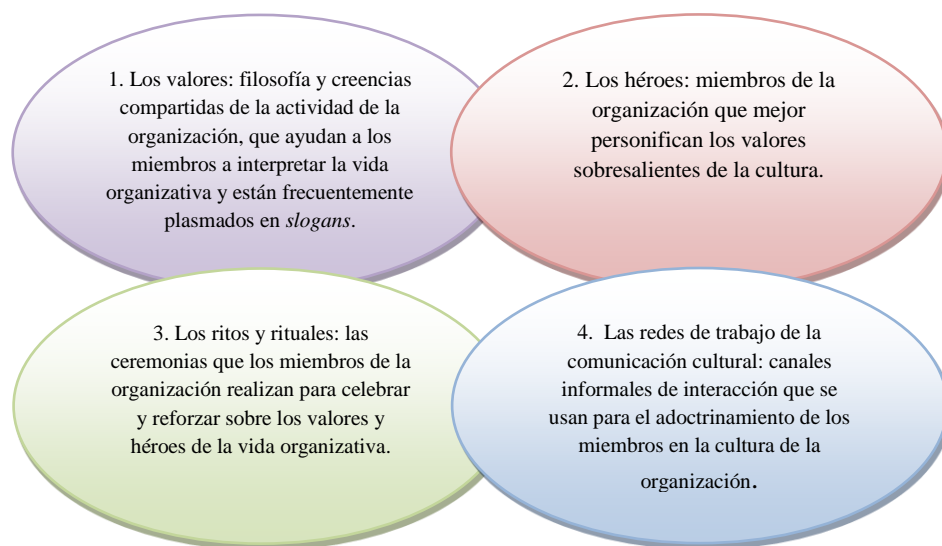 1. Los valores: filosofía y creencias
compartidas de la actividad de la
organización, que ayudan a los
miembros a interpretar la vida
organizativa y están frecuentemente
plasmados en slogans.
2. Los héroes: miembros de la
organización que mejor
personifican los valores
sobresalientes de la cultura.
3. Los ritos y rituales: las
ceremonias que los miembros de la
organización realizan para celebrar
y reforzar sobre los valores y
héroes de la vida organizativa.
4. Las redes de trabajo de la
comunicación cultural: canales
informales de interacción que se
usan para el adoctrinamiento de los
miembros en la cultura de la
organización.